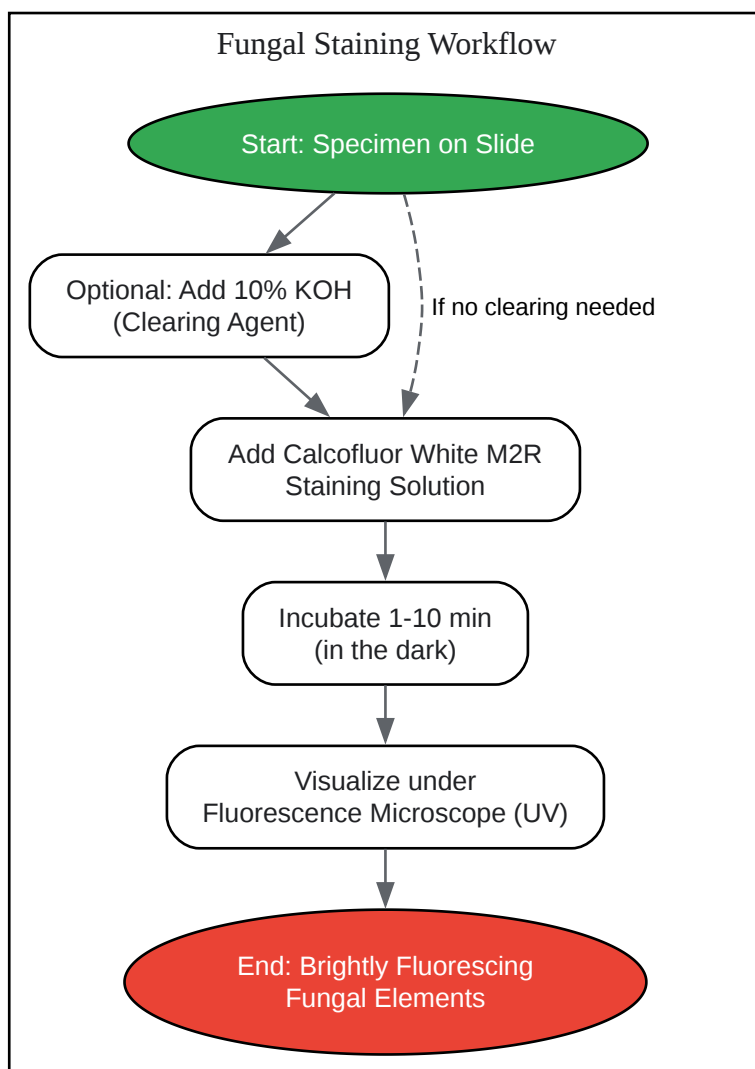 Fungal Staining Workflow
Start: Specimen on Slide
Optional: Add 10% KOH
(Clearing Agent)
If no clearing needed
Add Calcofluor White M2R
Staining Solution
Incubate 1-10 min
(in the dark)
Visualize under
Fluorescence Microscope (UV)
End: Brightly Fluorescing
Fungal Elements